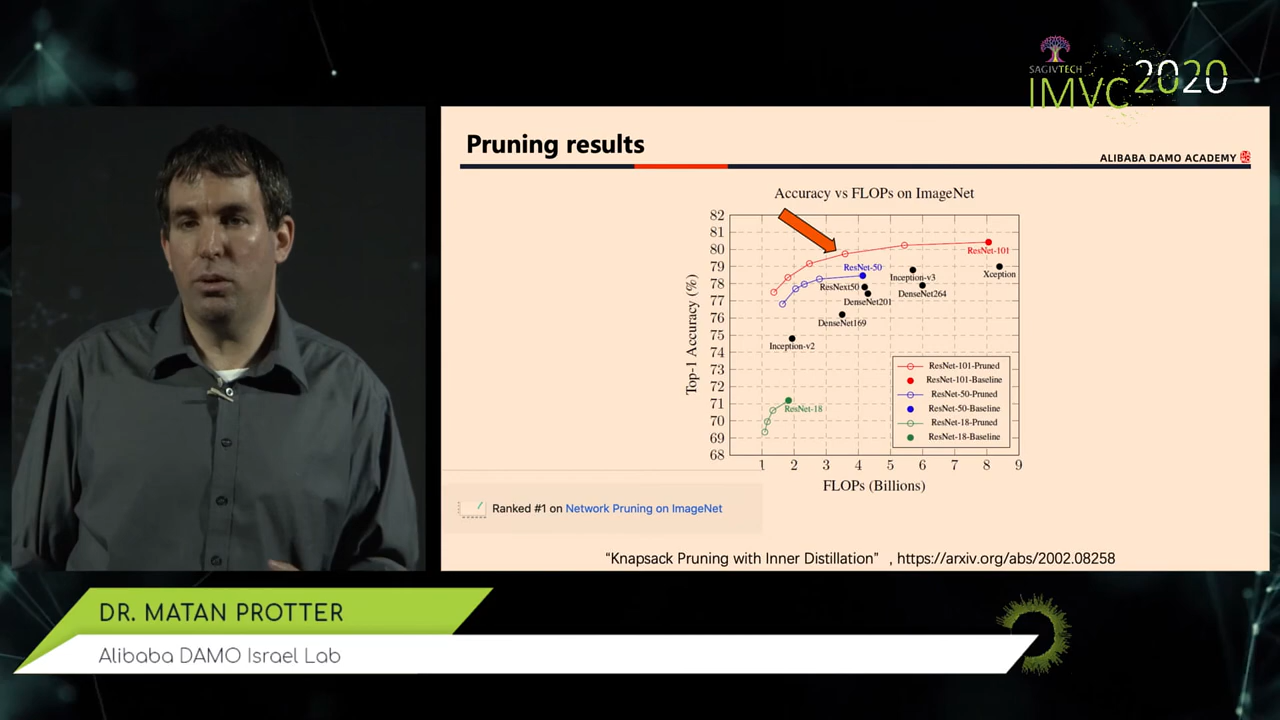 SAGIVTECH
IMVC 2020
Pruning results
ALIBABA DAMO ACADEMY
Accuracy vs FLOPs on ImageNet
82
81
80
79
78
77
76
75
74
73
72
71
70
69
68
Top-1 Accuracy (%)
ResNet-101
ResNet-50
Inception-v3
Xception
ResNext50
DenseNet264
DenseNet201
DenseNet169
Inception-v2
ResNet-18
ResNet-101-Pruned
ResNet-101-Baseline
ResNet-50-Pruned
ResNet-50-Baseline
ResNet-18-Pruned
ResNet-18-Baseline
1 2 3 4 5 6 7 8 9
FLOPs (Billions)
Ranked #1 on Network Pruning on ImageNet
“Knapsack Pruning with Inner Distillation” , https://arxiv.org/abs/2002.08258
DR. MATAN PROTTER
Alibaba DAMO Israel Lab